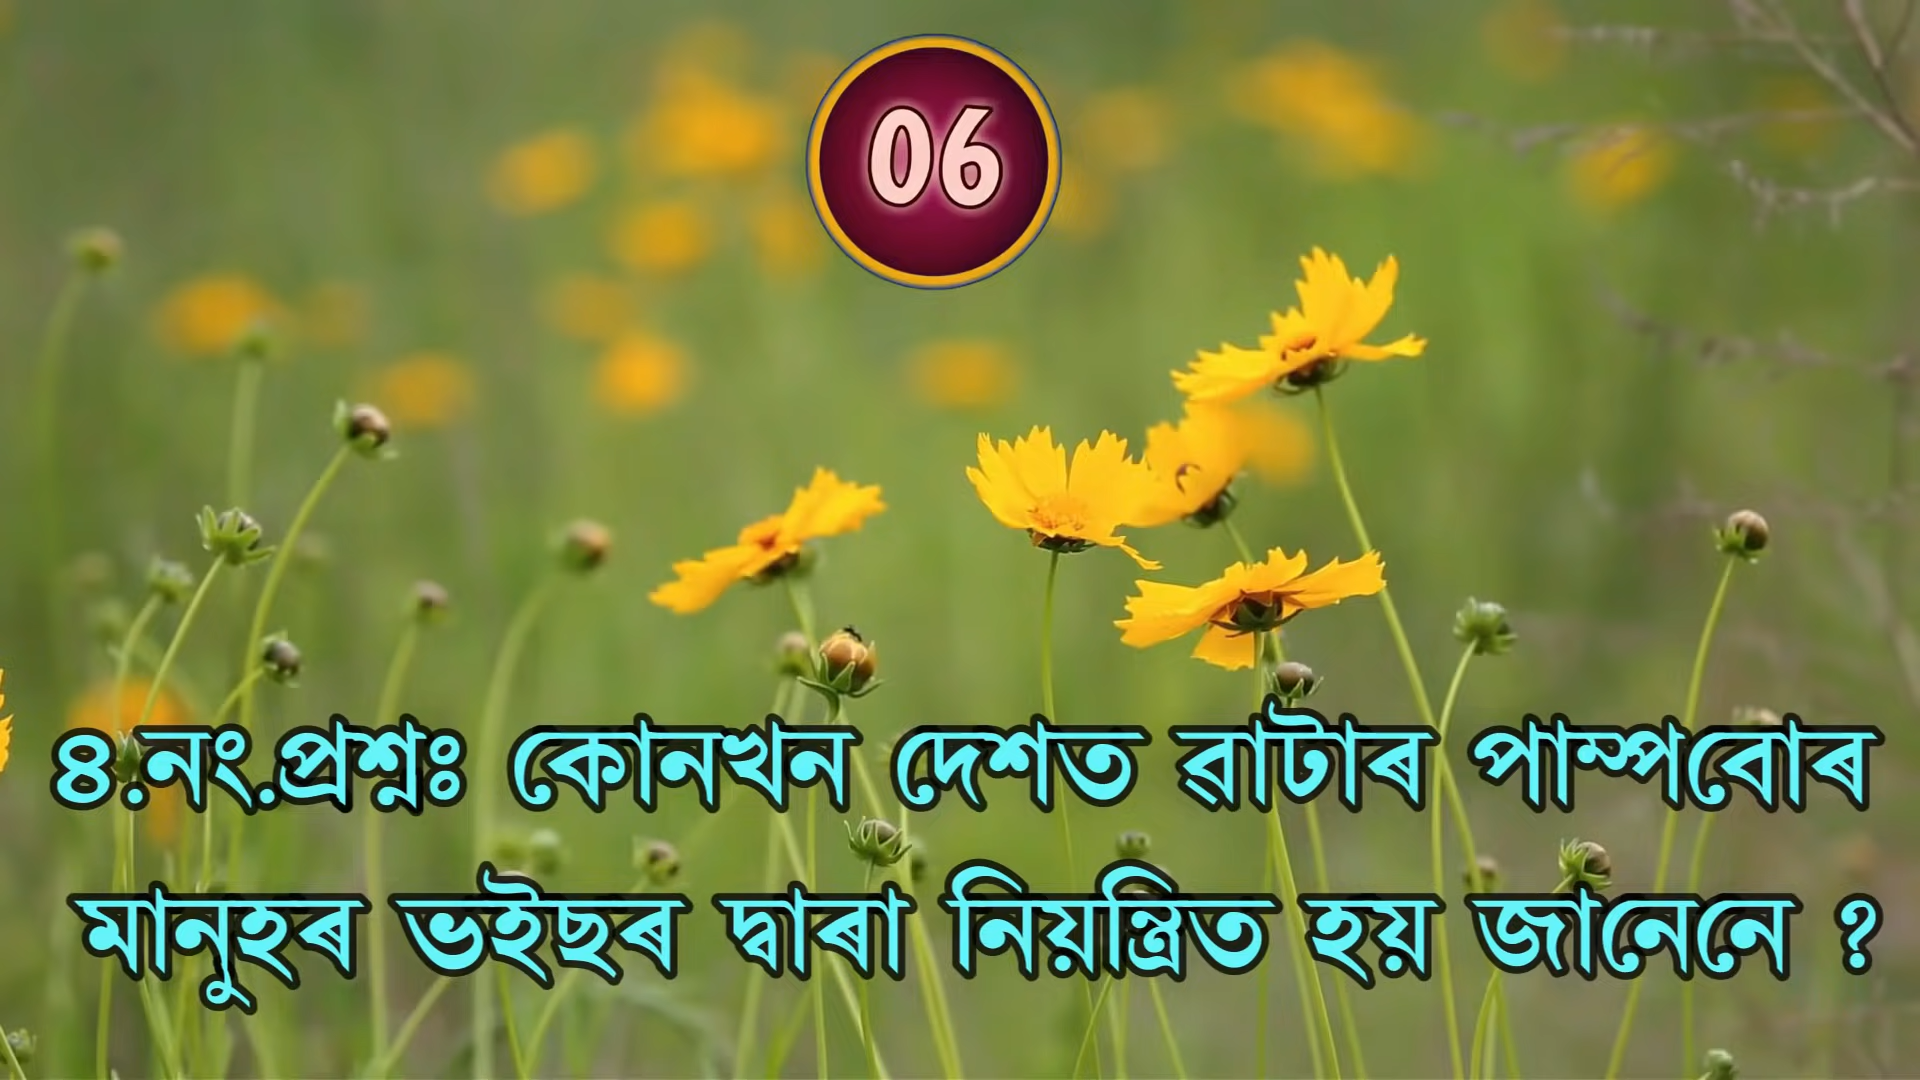 06
৪.নং.প্ৰশ্নঃ কোনখন দেশত ৱাটাৰ পাম্পবোৰ
মানুহৰ ভইছৰ দ্বাৰা নিয়ন্ত্ৰিত হয় জানেনে ?